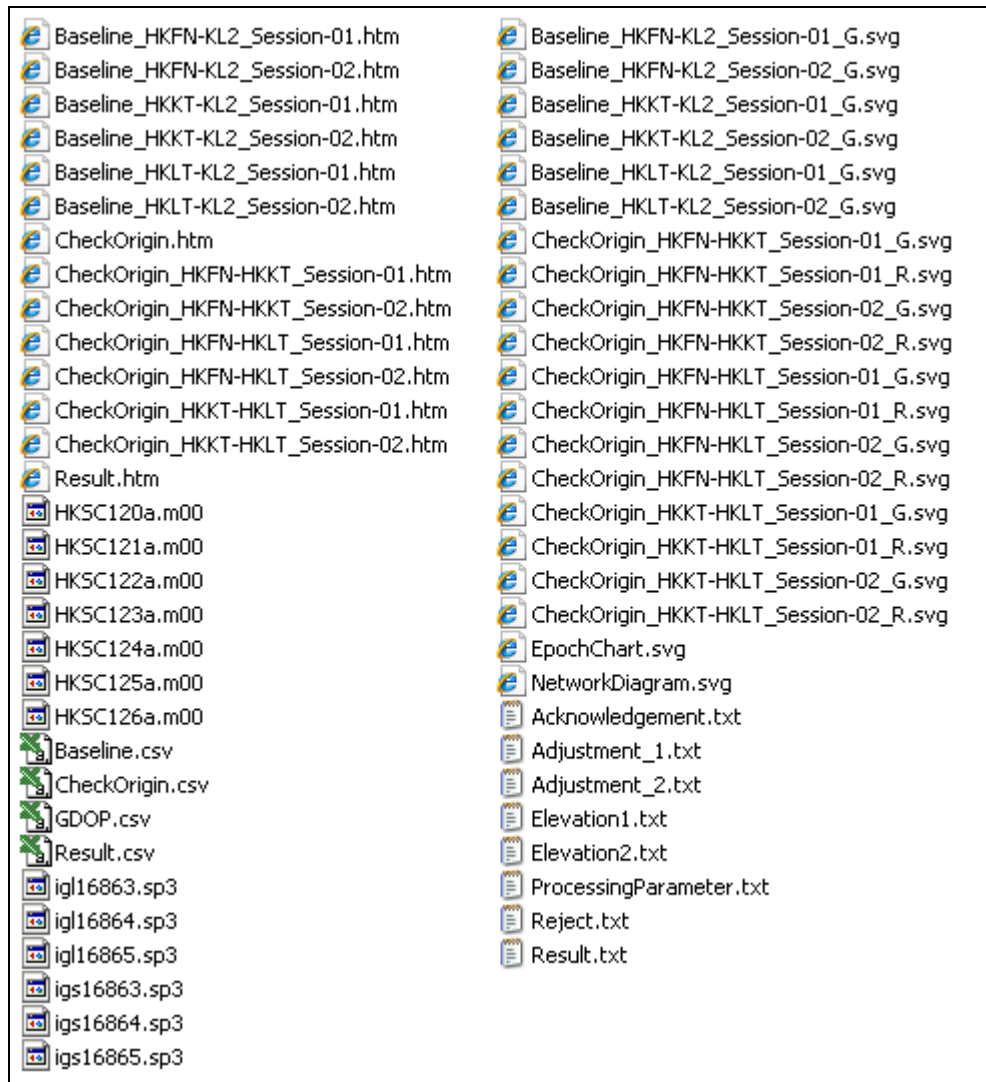 Baseline_HKFN-KL2_Session-01.htm
Baseline_HKFN-KL2_Session-02.htm
Baseline_HKKT-KL2_Session-01.htm
Baseline_HKKT-KL2_Session-02.htm
Baseline_HKLT-KL2_Session-01.htm
Baseline_HKLT-KL2_Session-02.htm
CheckOrigin.htm
CheckOrigin_HKFN-HKKT_Session-01.htm
CheckOrigin_HKFN-HKKT_Session-02.htm
CheckOrigin_HKFN-HKLT_Session-01.htm
CheckOrigin_HKFN-HKLT_Session-02.htm
CheckOrigin_HKKT-HKLT_Session-01.htm
CheckOrigin_HKKT-HKLT_Session-02.htm
Result.htm
HKSC120a.m00
HKSC121a.m00
HKSC122a.m00
HKSC123a.m00
HKSC124a.m00
HKSC125a.m00
HKSC126a.m00
Baseline.csv
CheckOrigin.csv
GDOP.csv
Result.csv
igl16863.sp3
igl16864.sp3
igl16865.sp3
igs16863.sp3
igs16864.sp3
igs16865.sp3
Baseline_HKFN-KL2_Session-01_G.svg
Baseline_HKFN-KL2_Session-02_G.svg
Baseline_HKKT-KL2_Session-01_G.svg
Baseline_HKKT-KL2_Session-02_G.svg
Baseline_HKLT-KL2_Session-01_G.svg
Baseline_HKLT-KL2_Session-02_G.svg
CheckOrigin_HKFN-HKKT_Session-01_G.svg
CheckOrigin_HKFN-HKKT_Session-01_R.svg
CheckOrigin_HKFN-HKKT_Session-02_G.svg
CheckOrigin_HKFN-HKKT_Session-02_R.svg
CheckOrigin_HKFN-HKLT_Session-01_G.svg
CheckOrigin_HKFN-HKLT_Session-01_R.svg
CheckOrigin_HKFN-HKLT_Session-02_G.svg
CheckOrigin_HKFN-HKLT_Session-02_R.svg
CheckOrigin_HKKT-HKLT_Session-01_G.svg
CheckOrigin_HKKT-HKLT_Session-01_R.svg
CheckOrigin_HKKT-HKLT_Session-02_G.svg
CheckOrigin_HKKT-HKLT_Session-02_R.svg
EpochChart.svg
NetworkDiagram.svg
Acknowledgement.txt
Adjustment_1.txt
Adjustment_2.txt
Elevation1.txt
Elevation2.txt
ProcessingParameter.txt
Reject.txt
Result.txt